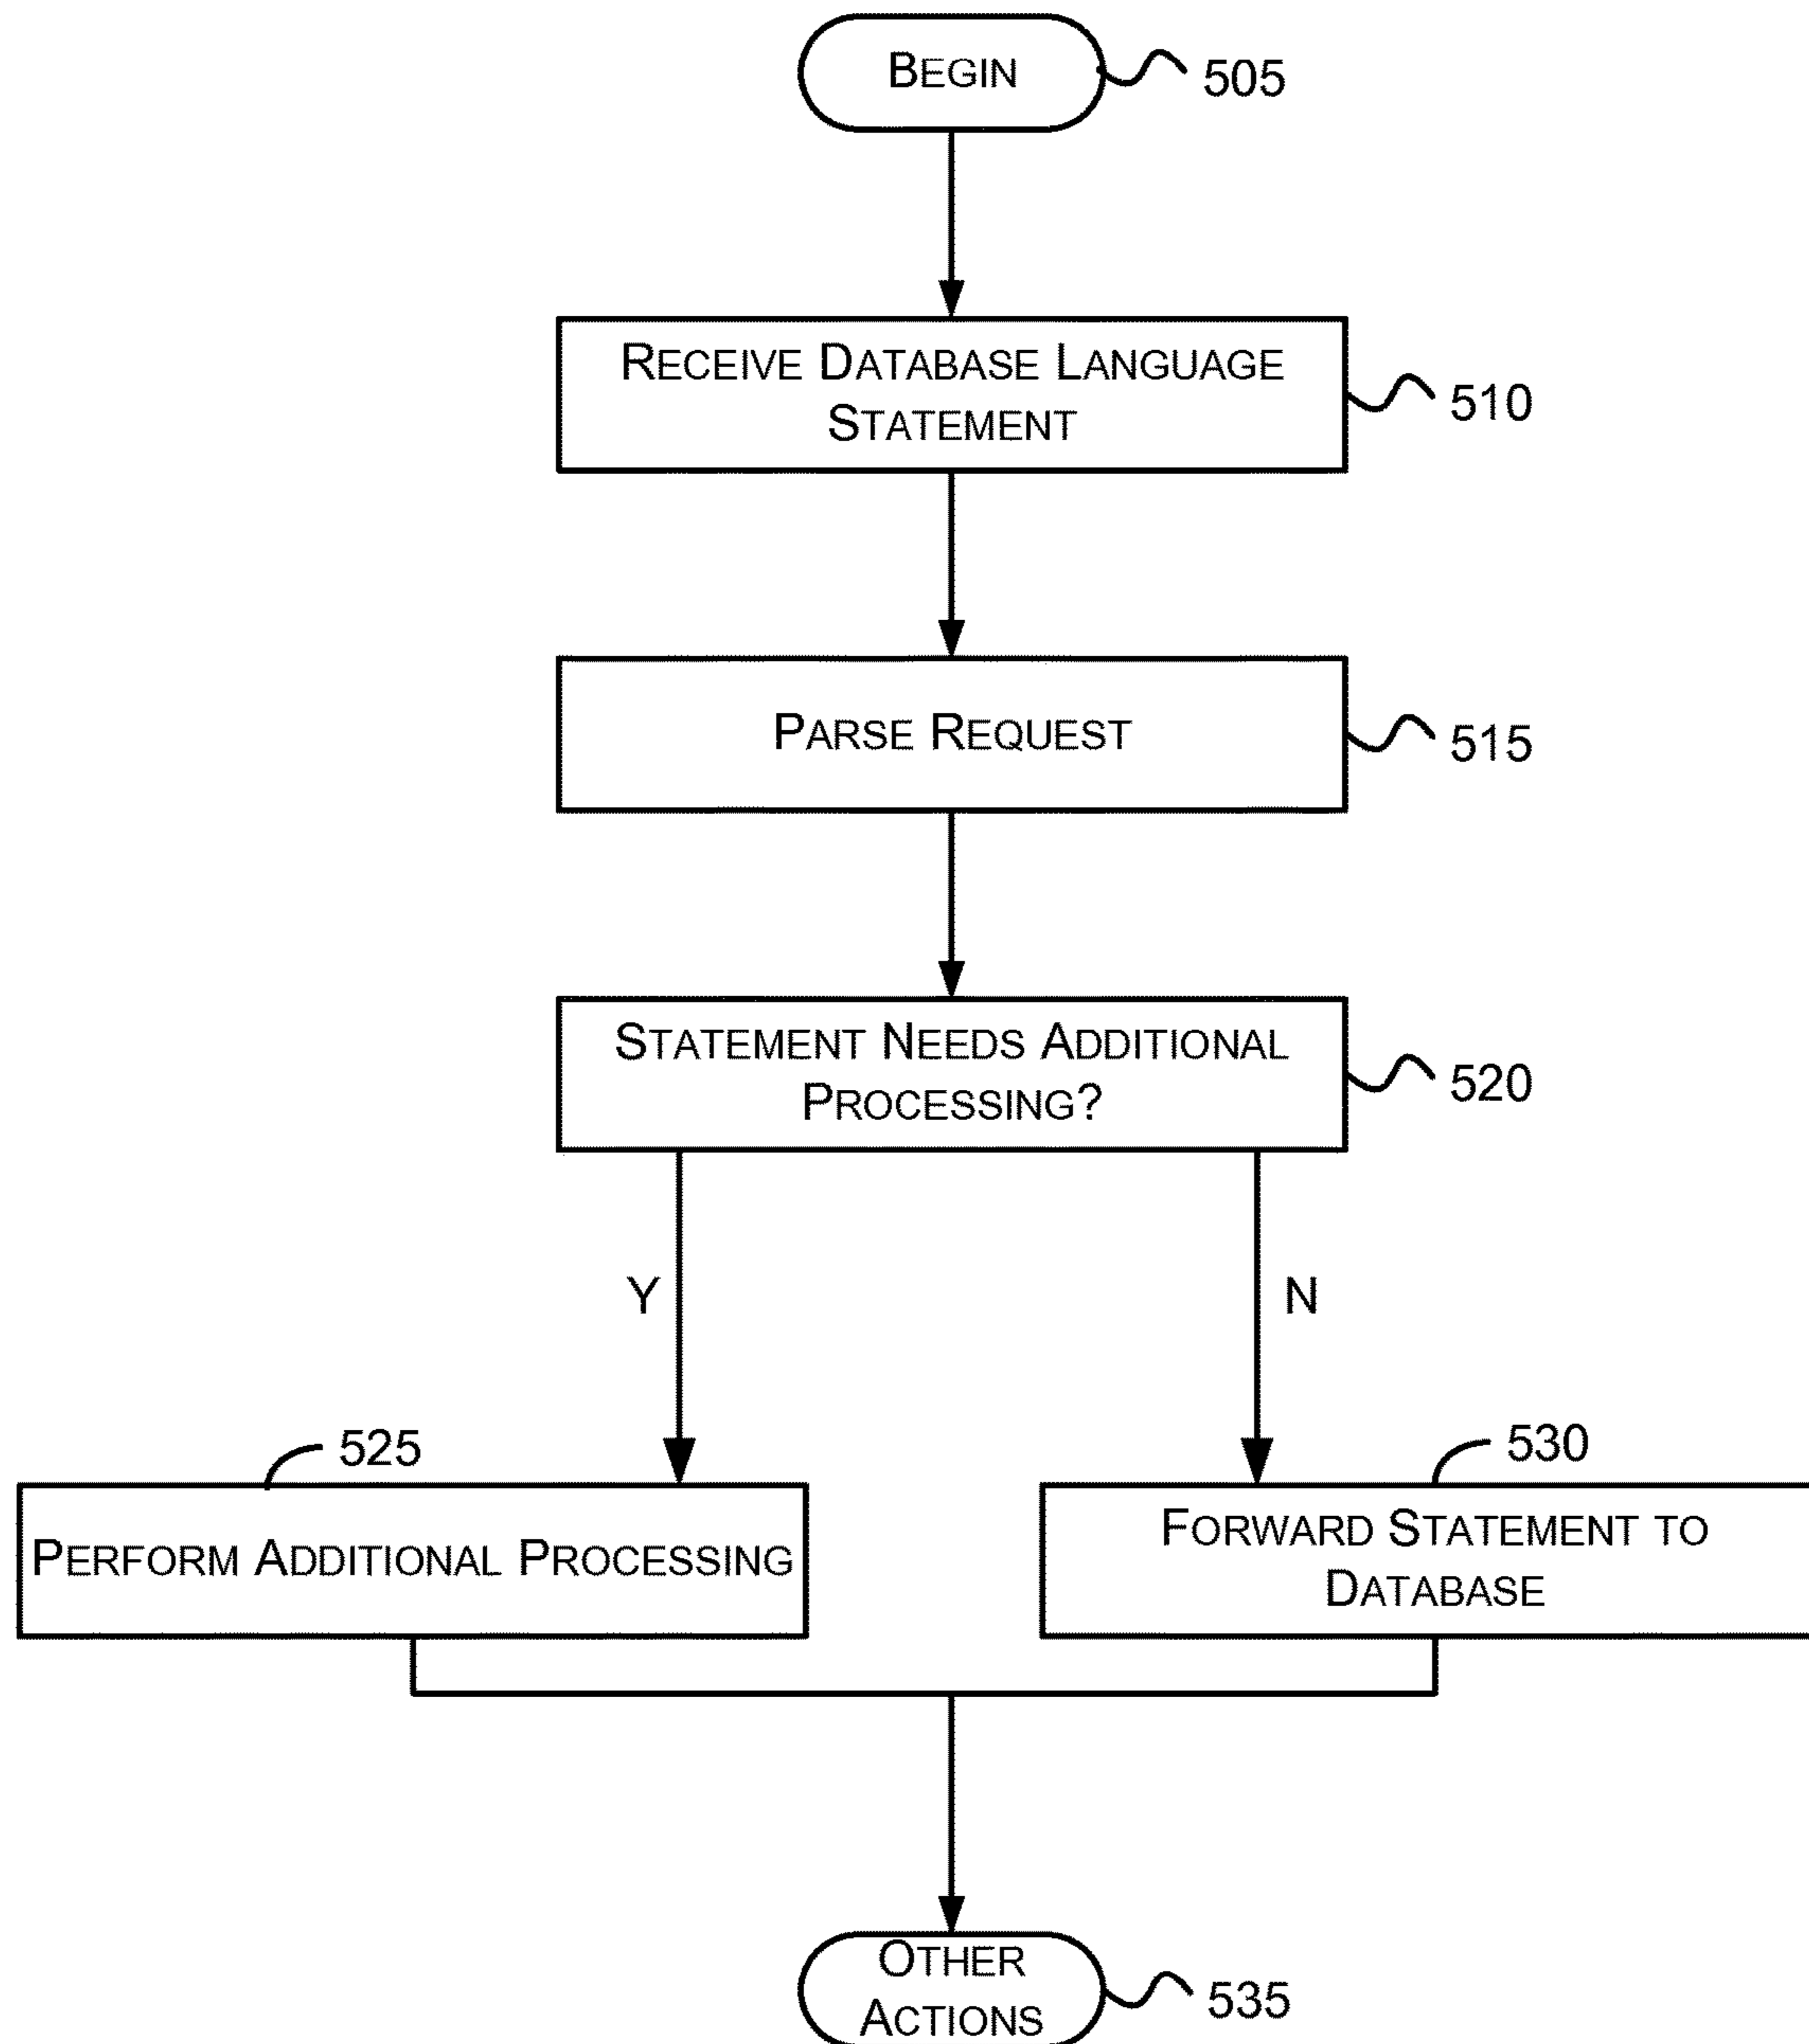 BEGIN
505
RECEIVE DATABASE LANGUAGE
STATEMENT
510
PARSE REQUEST
515
STATEMENT NEEDS ADDITIONAL
PROCESSING?
520
Y
N
525
530
PERFORM ADDITIONAL PROCESSING
FORWARD STATEMENT TO
DATABASE
OTHER
ACTIONS
535